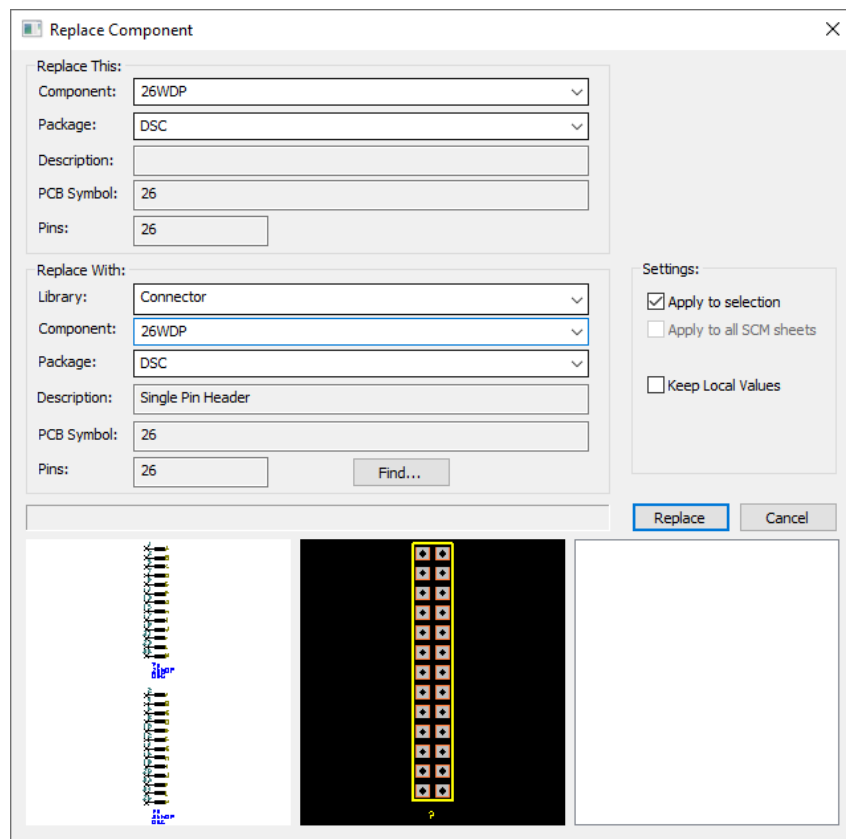 Replace Component
Replace This:
Component: 26WDP
Package: DSC
Description:
PCB Symbol: 26
Pins: 26
Replace With:
Library: Connector
Component: 26WDP
Package: DSC
Description: Single Pin Header
PCB Symbol: 26
Pins: 26
Find...
Settings:
Apply to selection
Apply to all SCM sheets
Keep Local Values
Replace
Cancel
?